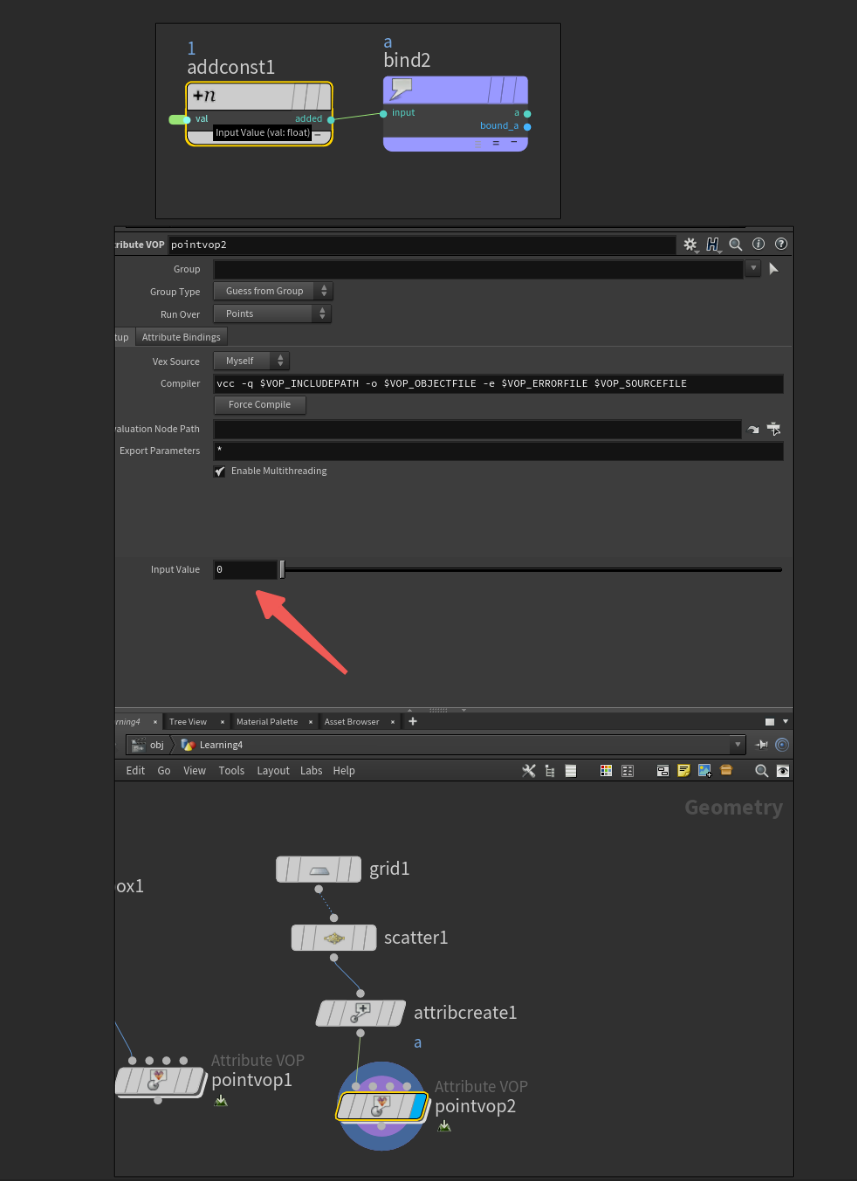 1
addconst1
a
bind2
+n
val added
input a
Input Value (val: float)
bound_a
tribute VOP pointvop2
Group
Group Type Guess from Group
Run Over Points
tup Attribute Bindings
Vex Source Myself
Compiler vcc -q $VOP_INCLUDEPATH -o $VOP_OBJECTFILE -e $VOP_ERRORFILE $VOP_SOURCEFILE
Force Compile
valuation Node Path
Export Parameters *
Enable Multithreading
Input Value 0
rning4 × Tree View × Material Palette × Asset Browser × +
obj Learning4
Edit Go View Tools Layout Labs Help
Geometry
grid1
ox1
scatter1
attribcreate1
a
Attribute VOP
pointvop1
Attribute VOP
pointvop2